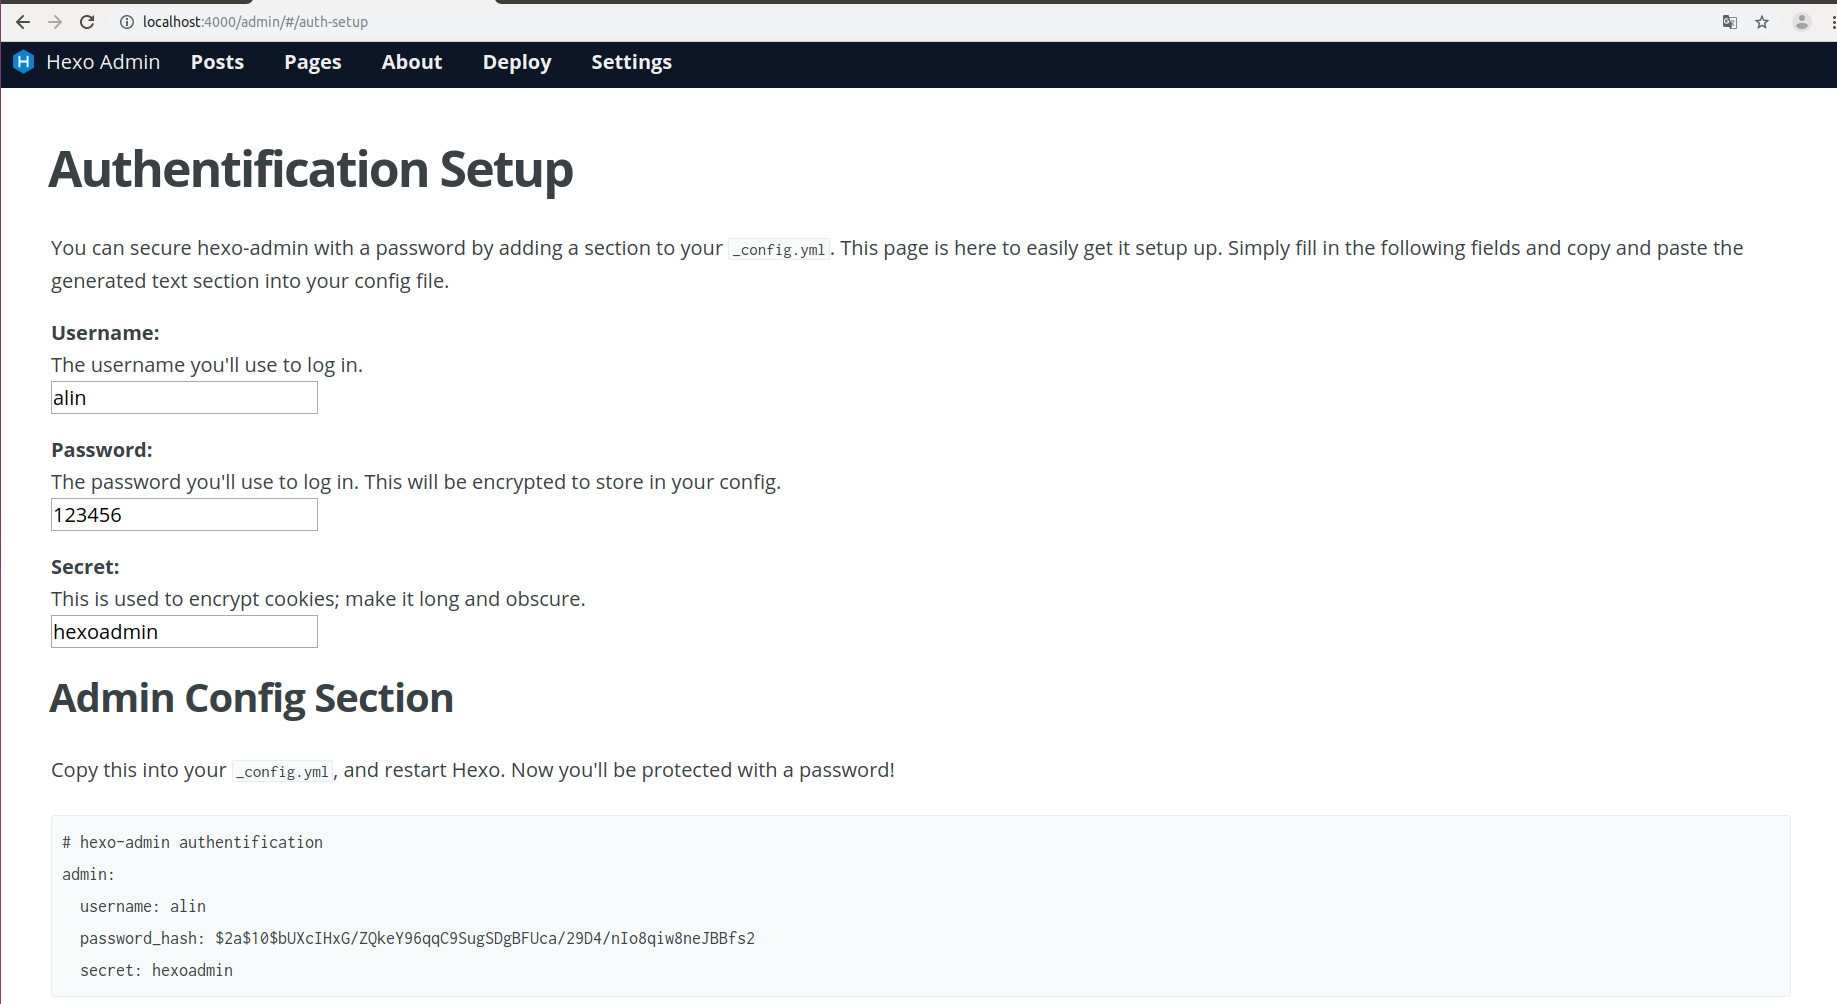 localhost:4000/admin/#/auth-setup
Hexo Admin Posts Pages About Deploy Settings
Authentification Setup
You can secure hexo-admin with a password by adding a section to your _config.yml. This page is here to easily get it setup up. Simply fill in the following fields and copy and paste the
generated text section into your config file.
Username:
The username you'll use to log in.
alin
Password:
The password you'll use to log in. This will be encrypted to store in your config.
123456
Secret:
This is used to encrypt cookies; make it long and obscure.
hexoadmin
Admin Config Section
Copy this into your _config.yml, and restart Hexo. Now you'll be protected with a password!
# hexo-admin authentification
admin:
  username: alin
  password_hash: $2a$10$bUXcIHxG/ZQkeY96qqC9SugSDgBFUca/29D4/nIo8qiw8neJBBfs2
  secret: hexoadmin